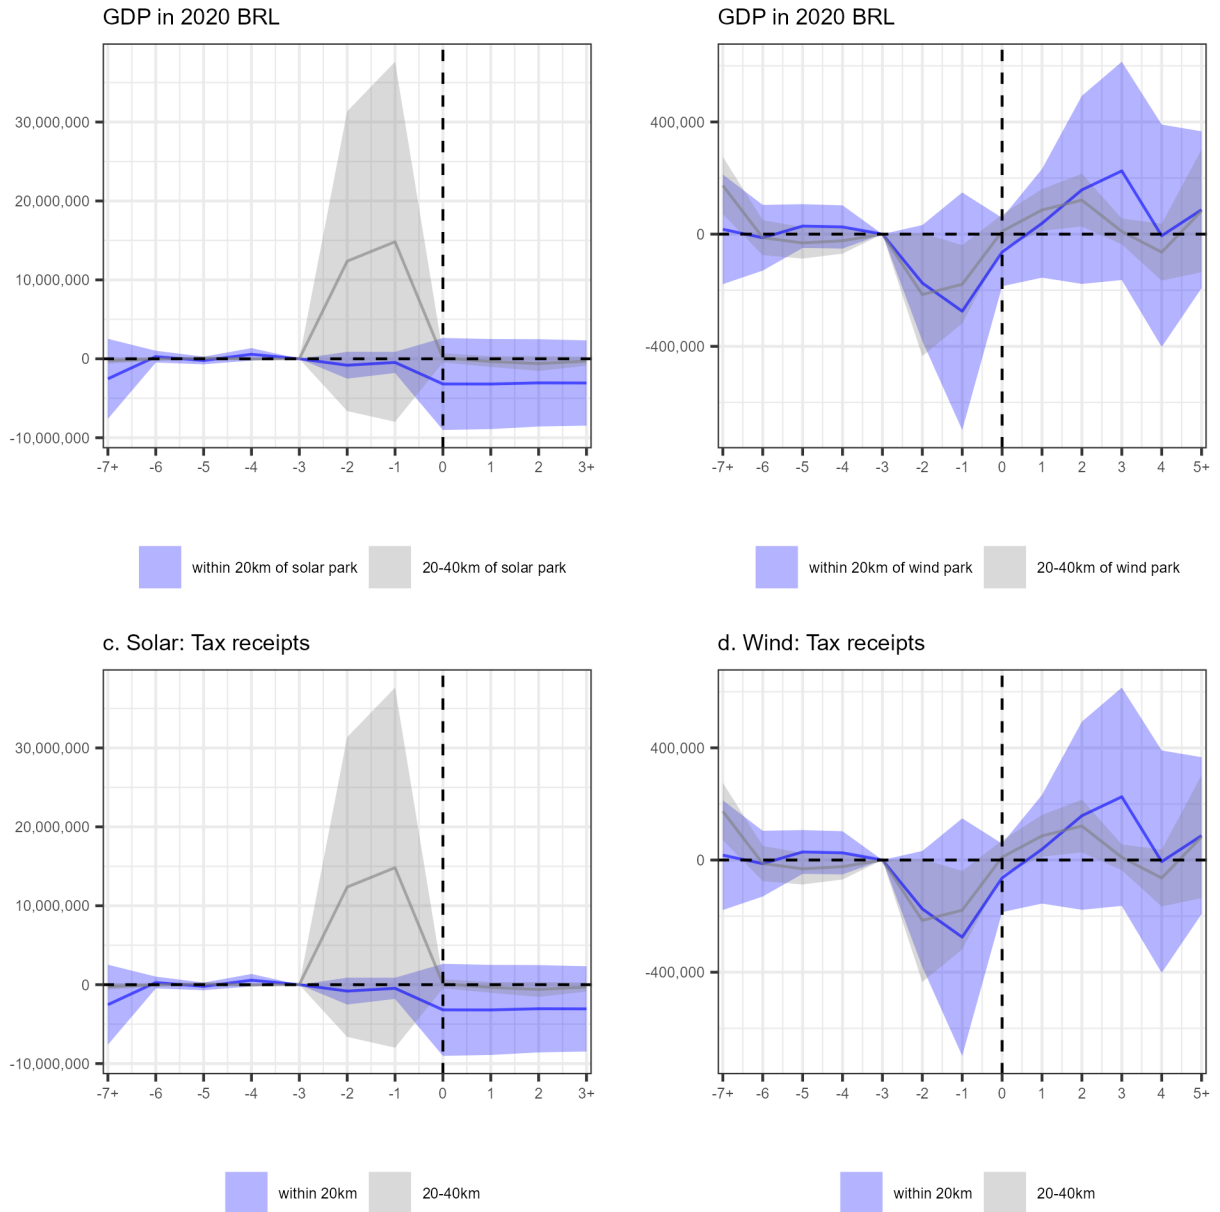 GDP in 2020 BRL
30,000,000
20,000,000
10,000,000
0
-10,000,000
-7+ -6 -5 -4 -3 -2 -1 0 1 2 3+
within 20km of solar park 20-40km of solar park
GDP in 2020 BRL
400,000
0
-400,000
-7+ -6 -5 -4 -3 -2 -1 0 1 2 3 4 5+
within 20km of wind park 20-40km of wind park
c. Solar: Tax receipts
30,000,000
20,000,000
10,000,000
0
-10,000,000
-7+ -6 -5 -4 -3 -2 -1 0 1 2 3+
within 20km 20-40km
d. Wind: Tax receipts
400,000
0
-400,000
-7+ -6 -5 -4 -3 -2 -1 0 1 2 3 4 5+
within 20km 20-40km